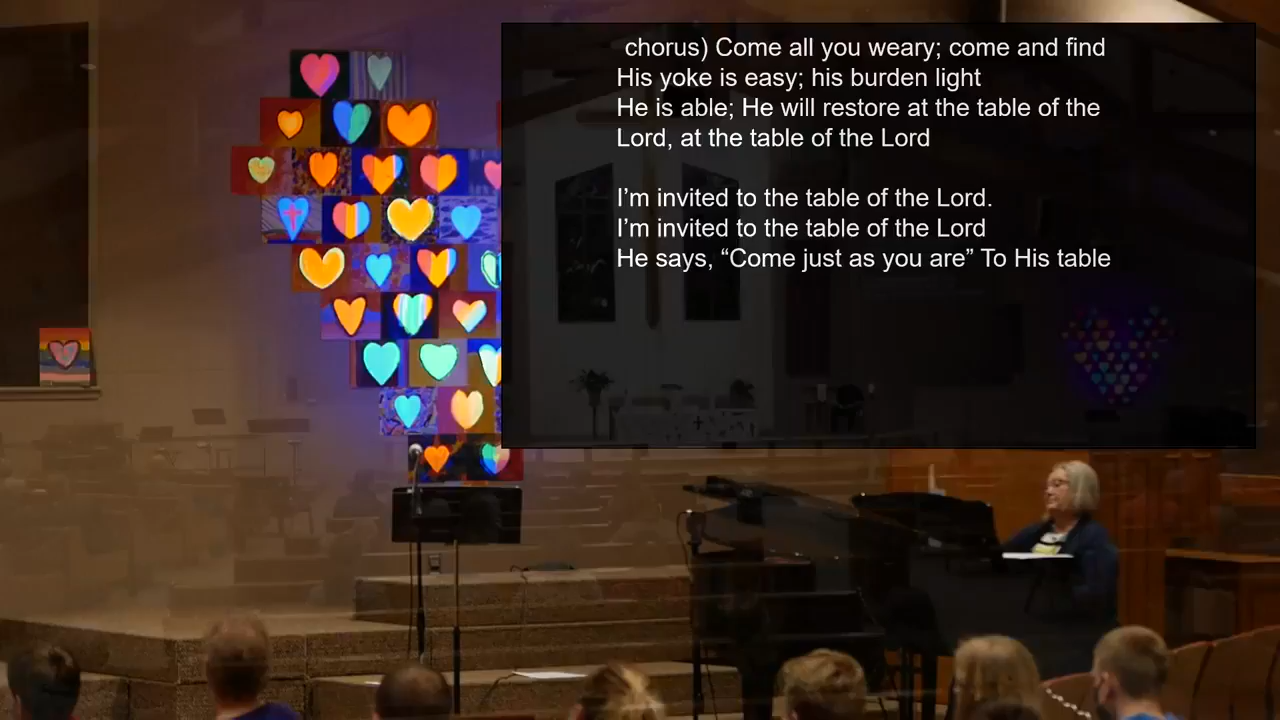 chorus) Come all you weary; come and find
His yoke is easy; his burden light
He is able; He will restore at the table of the
Lord, at the table of the Lord
I’m invited to the table of the Lord.
I’m invited to the table of the Lord
He says, “Come just as you are” To His table